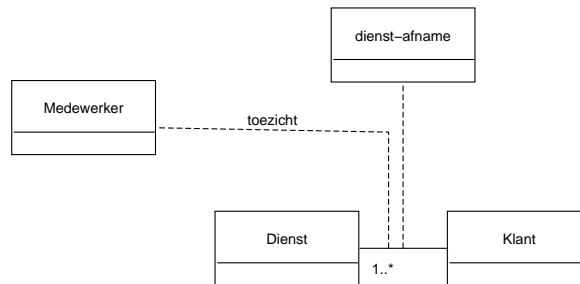 dienst–afname
Medewerker
toezicht
Dienst
Klant
1..*